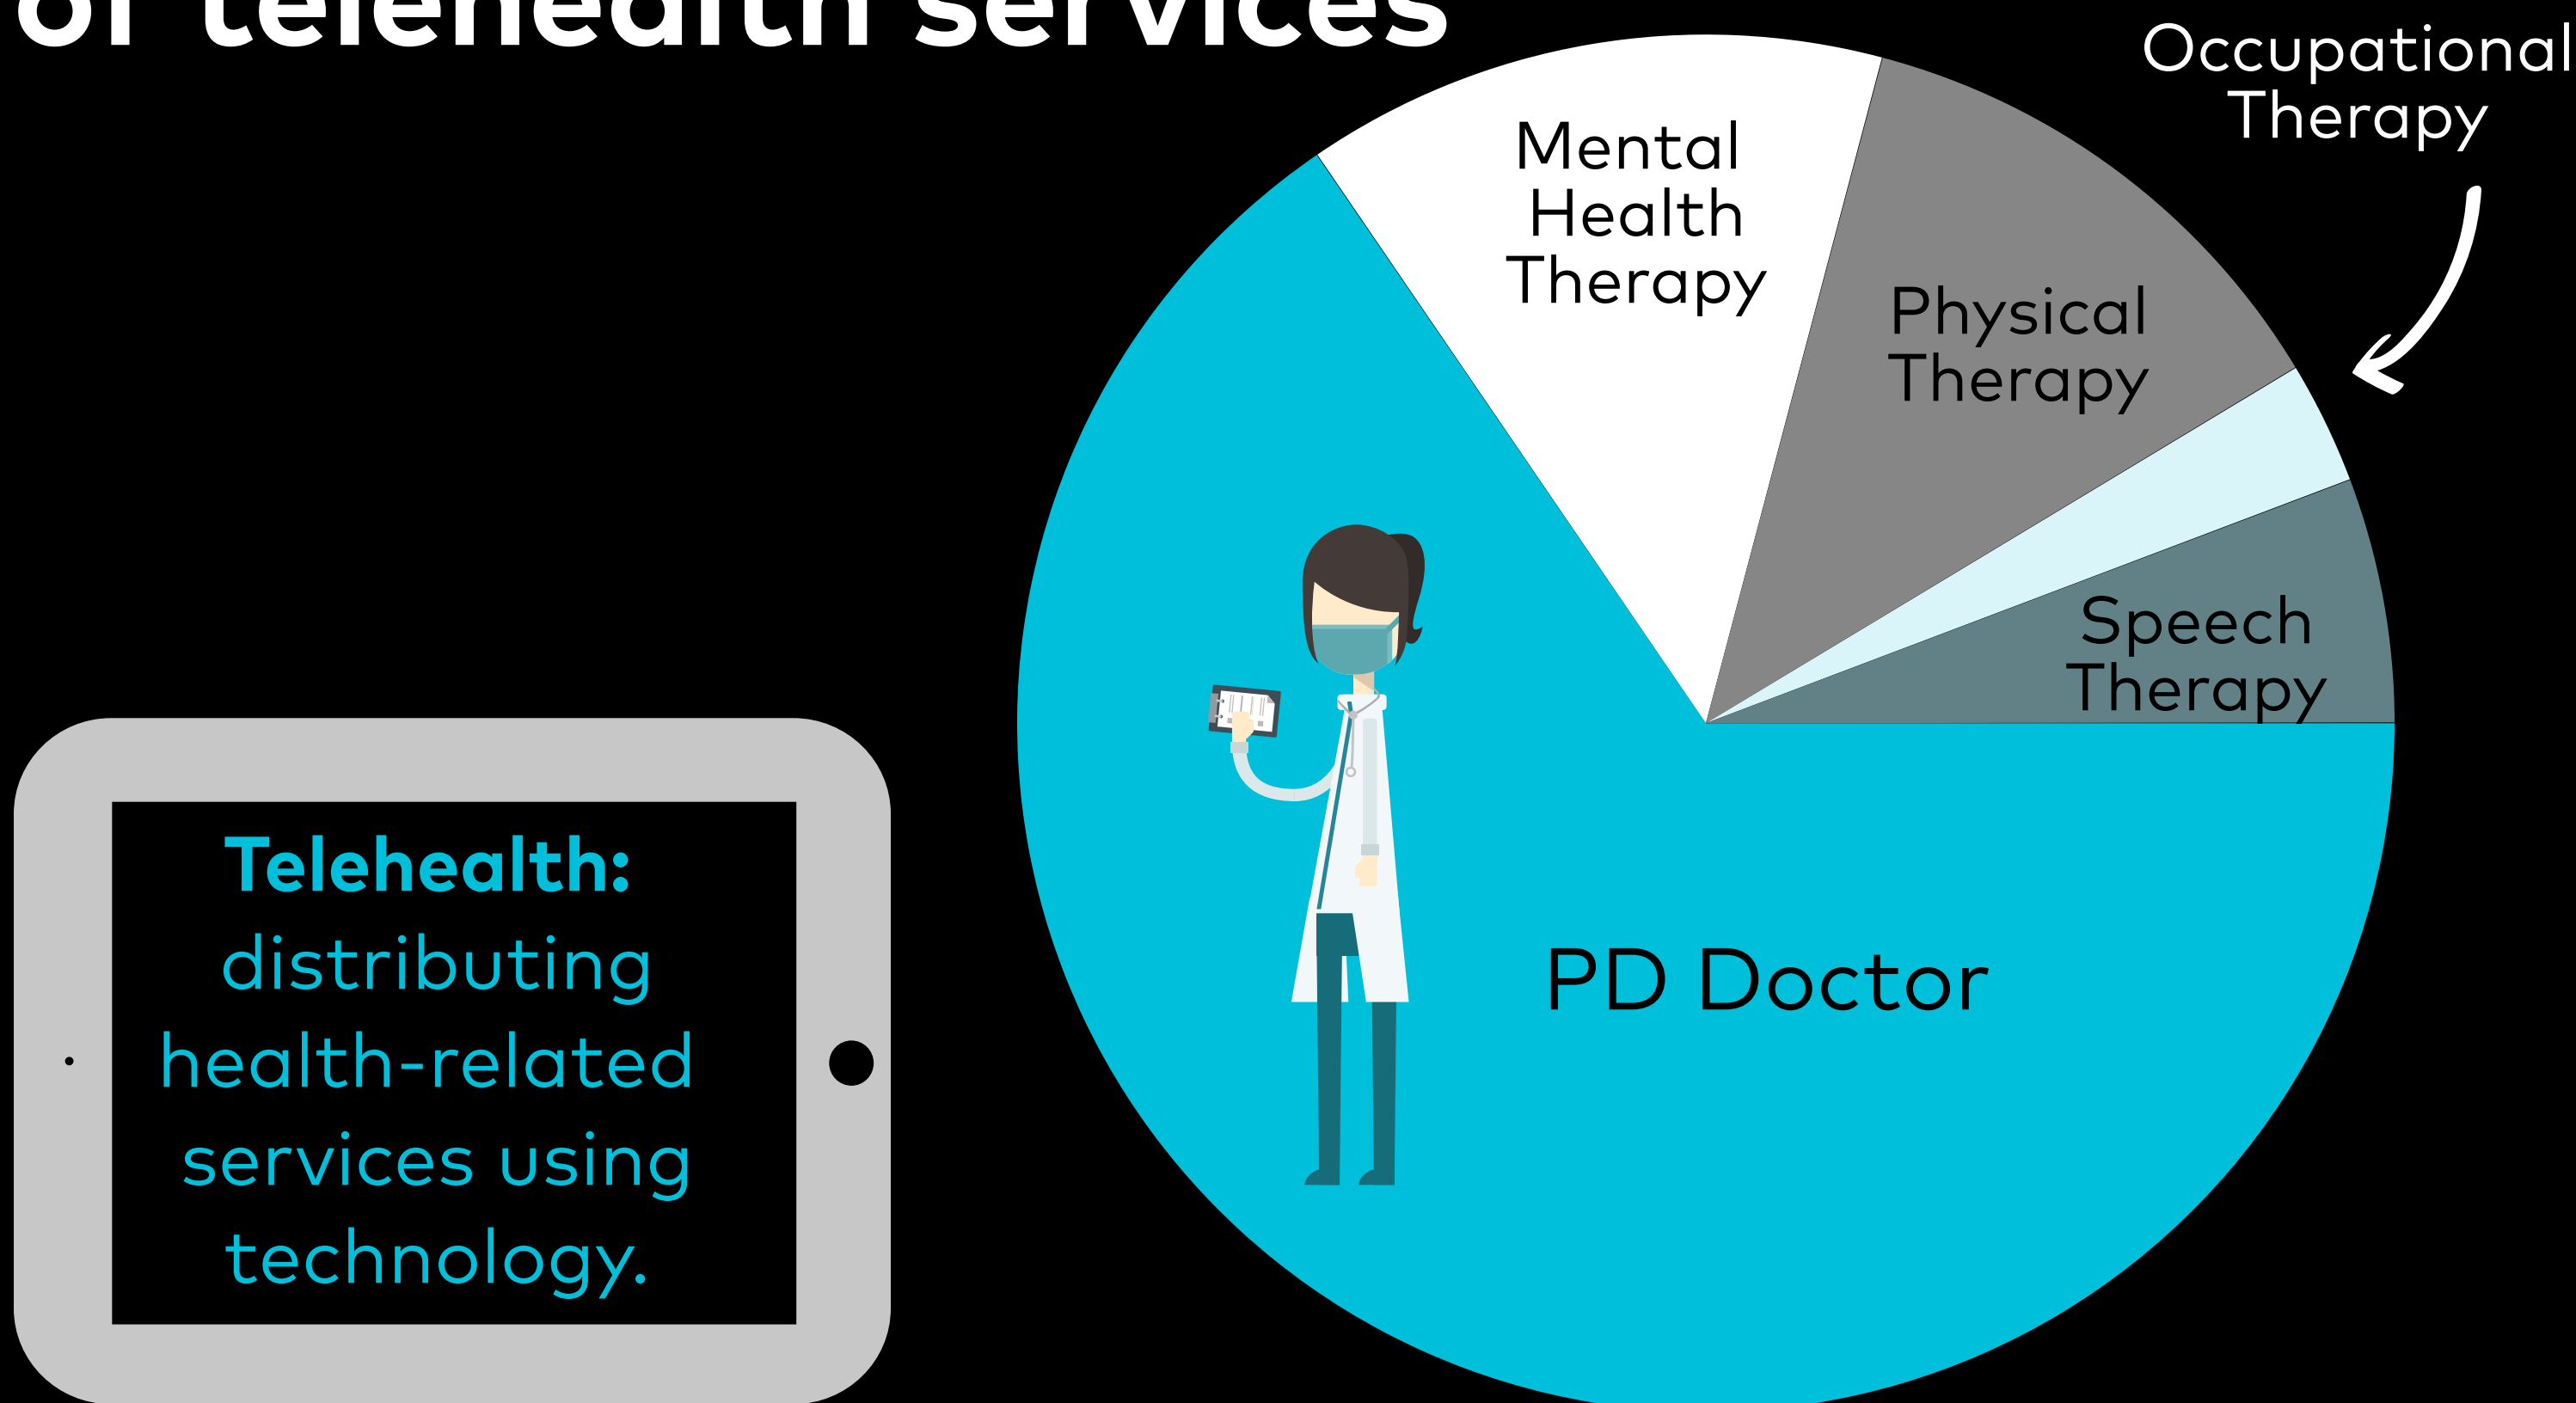 of telehealth services
Occupational
Therapy
Mental
Health
Therapy
Physical
Therapy
Speech
Therapy
PD Doctor
Telehealth:
distributing
health-related
services using
technology.